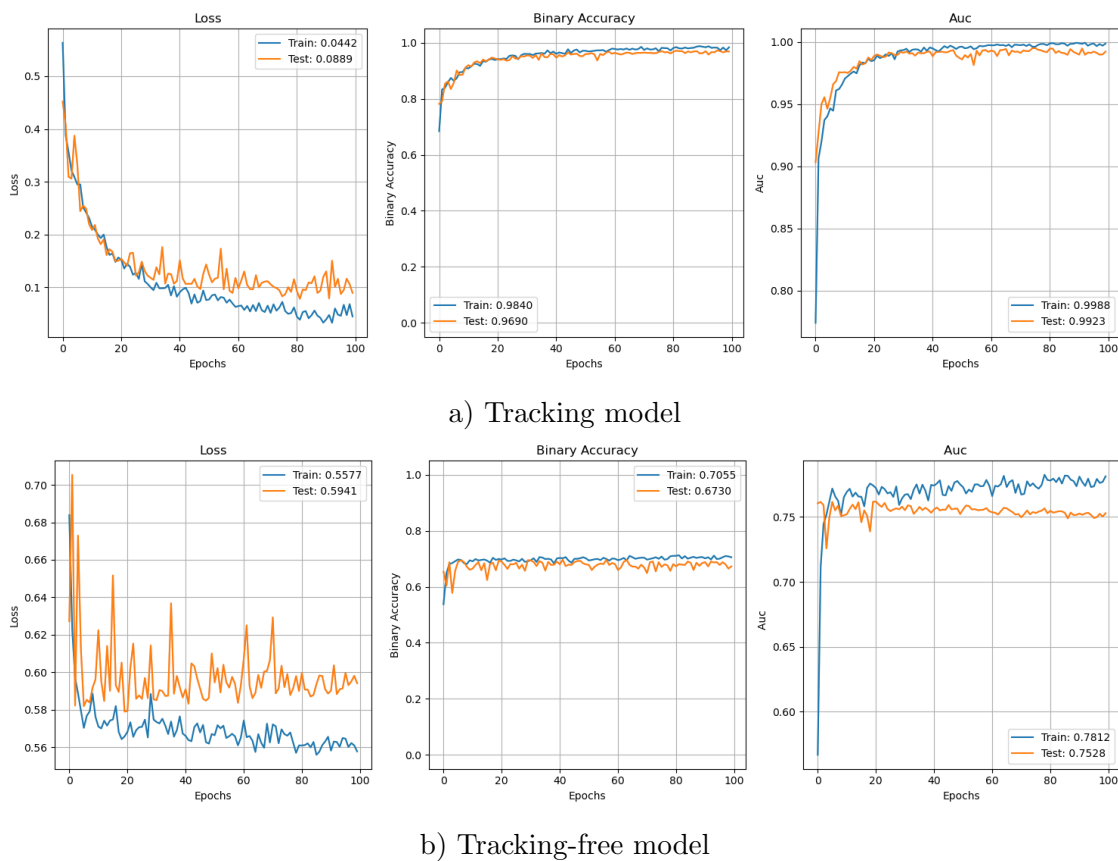 Loss
Binary Accuracy
Auc
Train: 0.0442
Test: 0.0889
Train: 0.9840
Test: 0.9690
Train: 0.9988
Test: 0.9923
0.5
0.4
0.3
0.2
0.1
Loss
0 20 40 60 80 100
Epochs
1.0
0.8
0.6
0.4
0.2
0.0
Binary Accuracy
0 20 40 60 80 100
Epochs
1.00
0.95
0.90
0.85
0.80
Auc
0 20 40 60 80 100
Epochs
a) Tracking model
Loss
Binary Accuracy
Auc
Train: 0.5577
Test: 0.5941
Train: 0.7055
Test: 0.6730
Train: 0.7812
Test: 0.7528
0.70
0.68
0.66
0.64
0.62
0.60
0.58
0.56
Loss
0 20 40 60 80 100
Epochs
1.0
0.8
0.6
0.4
0.2
0.0
Binary Accuracy
0 20 40 60 80 100
Epochs
0.75
0.70
0.65
0.60
Auc
0 20 40 60 80 100
Epochs
b) Tracking-free model